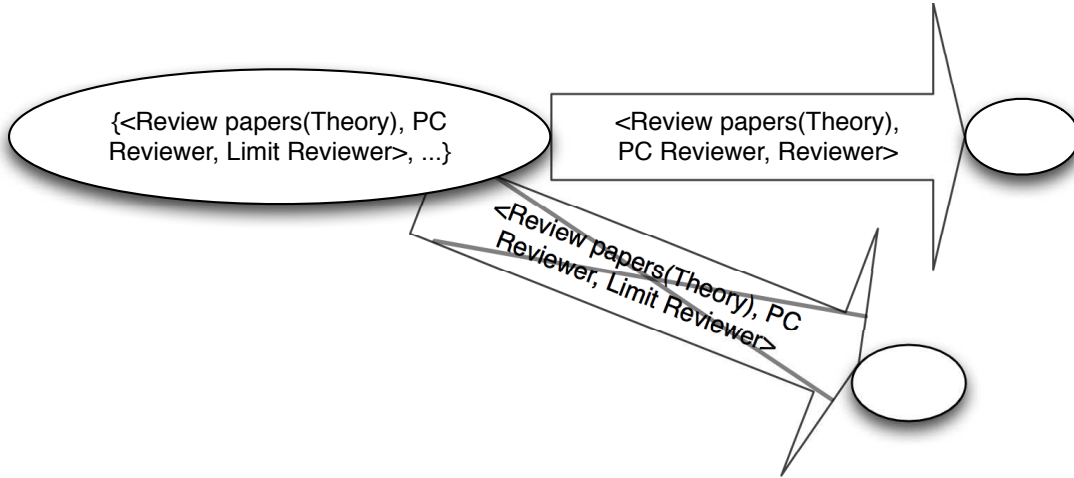 {<Review papers(Theory), PC
Reviewer, Limit Reviewer>, ...}
<Review papers(Theory),
PC Reviewer, Reviewer>
<Review papers(Theory), PC
Reviewer, Limit Reviewer>